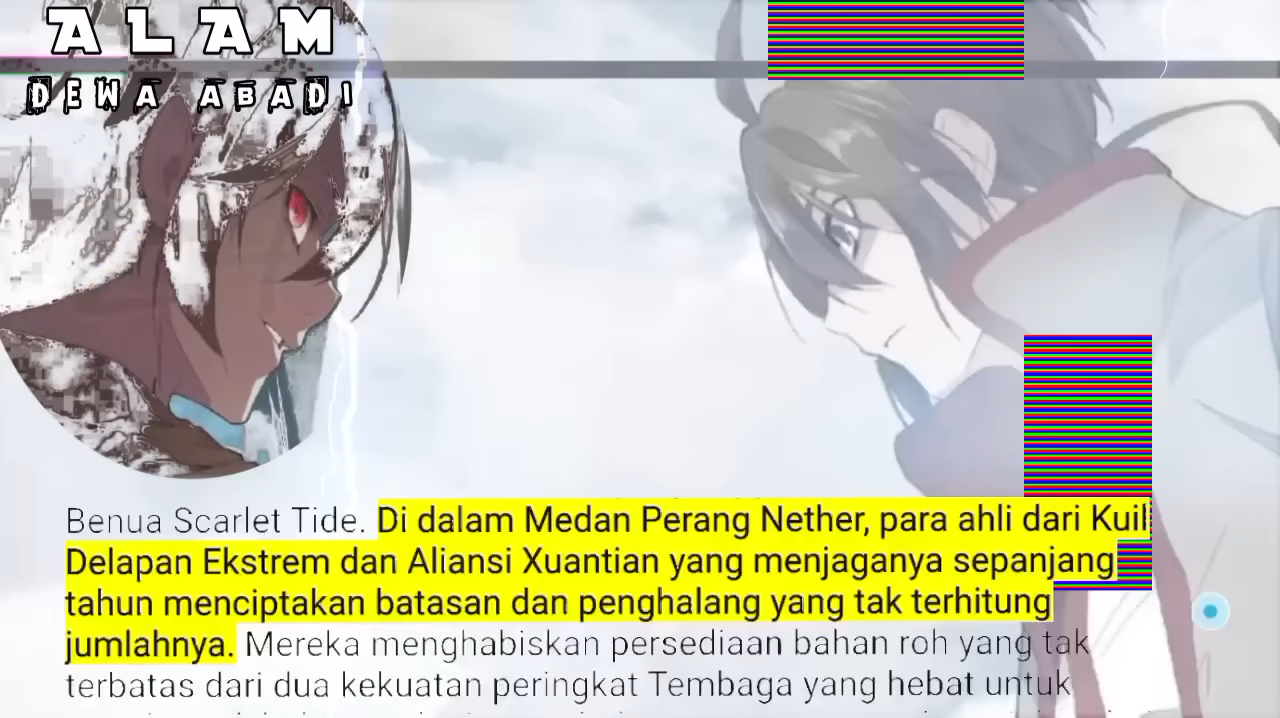 ALAM
DEWA ABADI
Benua Scarlet Tide. Di dalam Medan Perang Nether, para ahli dari Kuil
Delapan Ekstrem dan Aliansi Xuantian yang menjaganya sepanjang
tahun menciptakan batasan dan penghalang yang tak terhitung
jumlahnya. Mereka menghabiskan persediaan bahan roh yang tak
terbatas dari dua kekuatan peringkat Tembaga yang hebat untuk